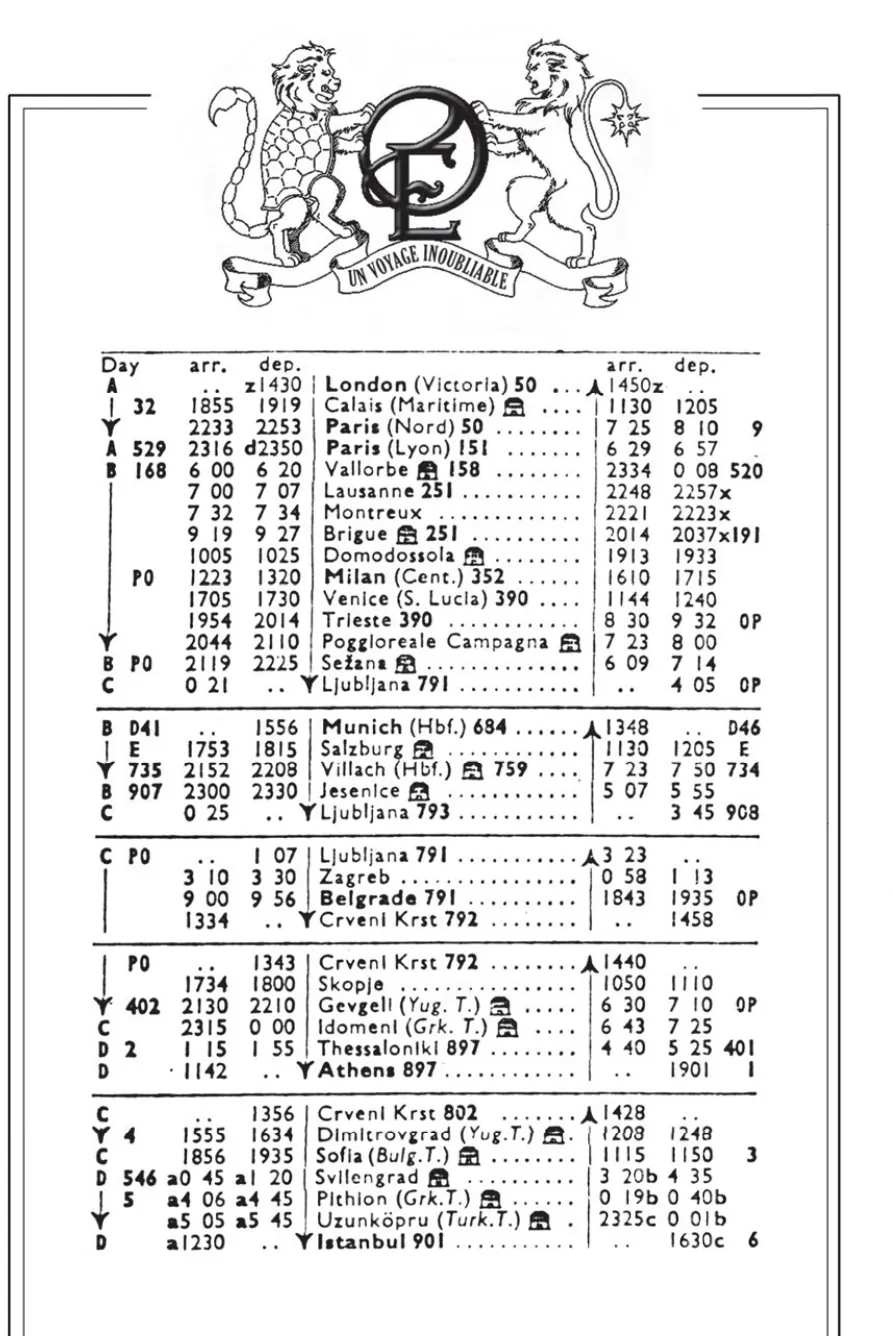 OE
UN VOYAGE INOUBLIABLE
Day arr. dep. arr. dep.
A .. z1430 London (Victoria) 50 ... 1450z ..
32 1855 1919 Calais (Maritime) .... 1130 1205
2233 2253 Paris (Nord) 50 ........ 7 25 8 10 9
A 529 2316 d2350 Paris (Lyon) 151 ....... 6 29 6 57
B 168 6 00 6 20 Vallorbe 158 ........ 2334 0 08 520
7 00 7 07 Lausanne 251 ........... 2248 2257x
7 32 7 34 Montreux ............. 2221 2223x
9 19 9 27 Brigue 251 .......... 2014 2037x191
1005 1025 Domodossola ........ 1913 1933
PO 1223 1320 Milan (Cent.) 352 ...... 1610 1715
1705 1730 Venice (S. Lucia) 390 .... 1144 1240
1954 2014 Trieste 390 ............ 8 30 9 32 OP
2044 2110 Poggioreale Campagna 7 23 8 00
B PO 2119 2225 Sežana .............. 6 09 7 14
C 0 21 .. Ljubljana 791 ........... .. 4 05 OP
B D41 .. 1556 Munich (Hbf.) 684 ...... 1348 .. D46
E 1753 1815 Salzburg ............ 1130 1205 E
735 2152 2208 Villach (Hbf.) 759 .... 7 23 7 50 734
B 907 2300 2330 Jesenice ............ 5 07 5 55
C 0 25 .. Ljubljana 793 ........... .. 3 45 908
C PO .. 1 07 Ljubljana 791 ........... 3 23 ..
3 10 3 30 Zagreb ................. 0 58 1 13
9 00 9 56 Belgrade 791 .......... 1843 1935 OP
1334 .. Crveni Krst 792 ........ .. 1458
PO .. 1343 Crveni Krst 792 ........ 1440 ..
1734 1800 Skopje ................ 1050 1110
402 2130 2210 Gevgeli (Yug. T.) ..... 6 30 7 10 OP
C 2315 0 00 Idomeni (Grk. T.) .... 6 43 7 25
D 2 1 15 1 55 Thessaloniki 897 ........ 4 40 5 25 401
D 1142 .. Athens 897 ............ .. 1901 1
C .. 1356 Crveni Krst 802 ....... 1428 ..
4 1555 1634 Dimitrovgrad (Yug.T.) . 1208 1248
C 1856 1935 Sofia (Bulg.T.) ........ 1115 1150 3
D 546 a0 45 a1 20 Svilengrad ........... 3 20b 4 35
5 a4 06 a4 45 Pithion (Grk.T.) ...... 0 19b 0 40b
a5 05 a5 45 Uzunköpru (Turk.T.) . 2325c 0 01b
D a1230 .. Istanbul 901 ........... .. 1630c 6